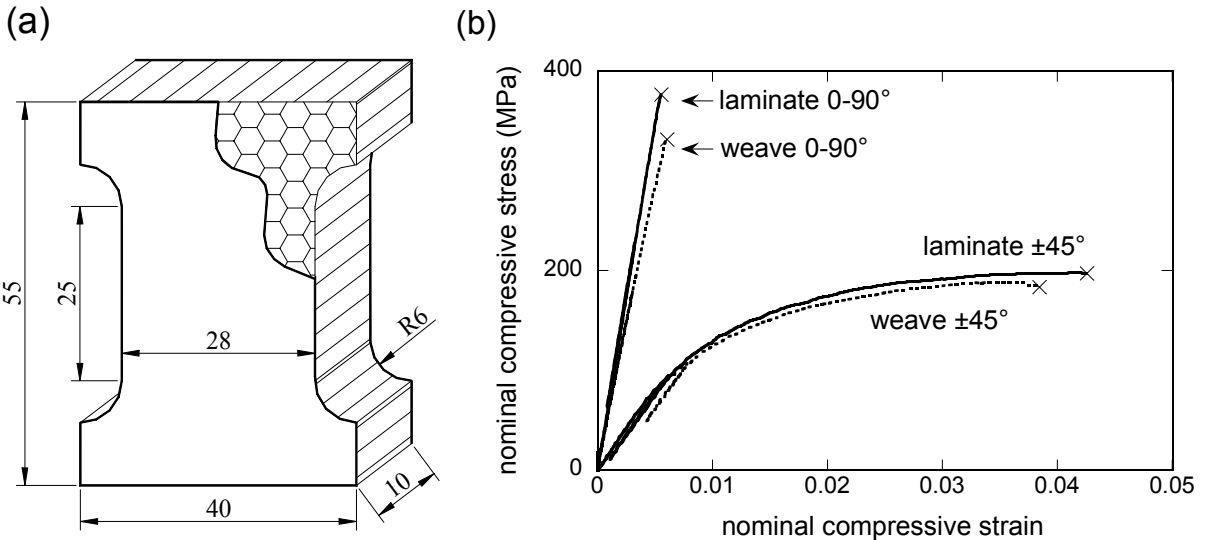 (a)
55
25
28
R6
10
40
(b)
nominal compressive stress (MPa)
400
200
0
laminate 0-90°
weave 0-90°
laminate ±45°
weave ±45°
0
0.01
0.02
0.03
0.04
0.05
nominal compressive strain